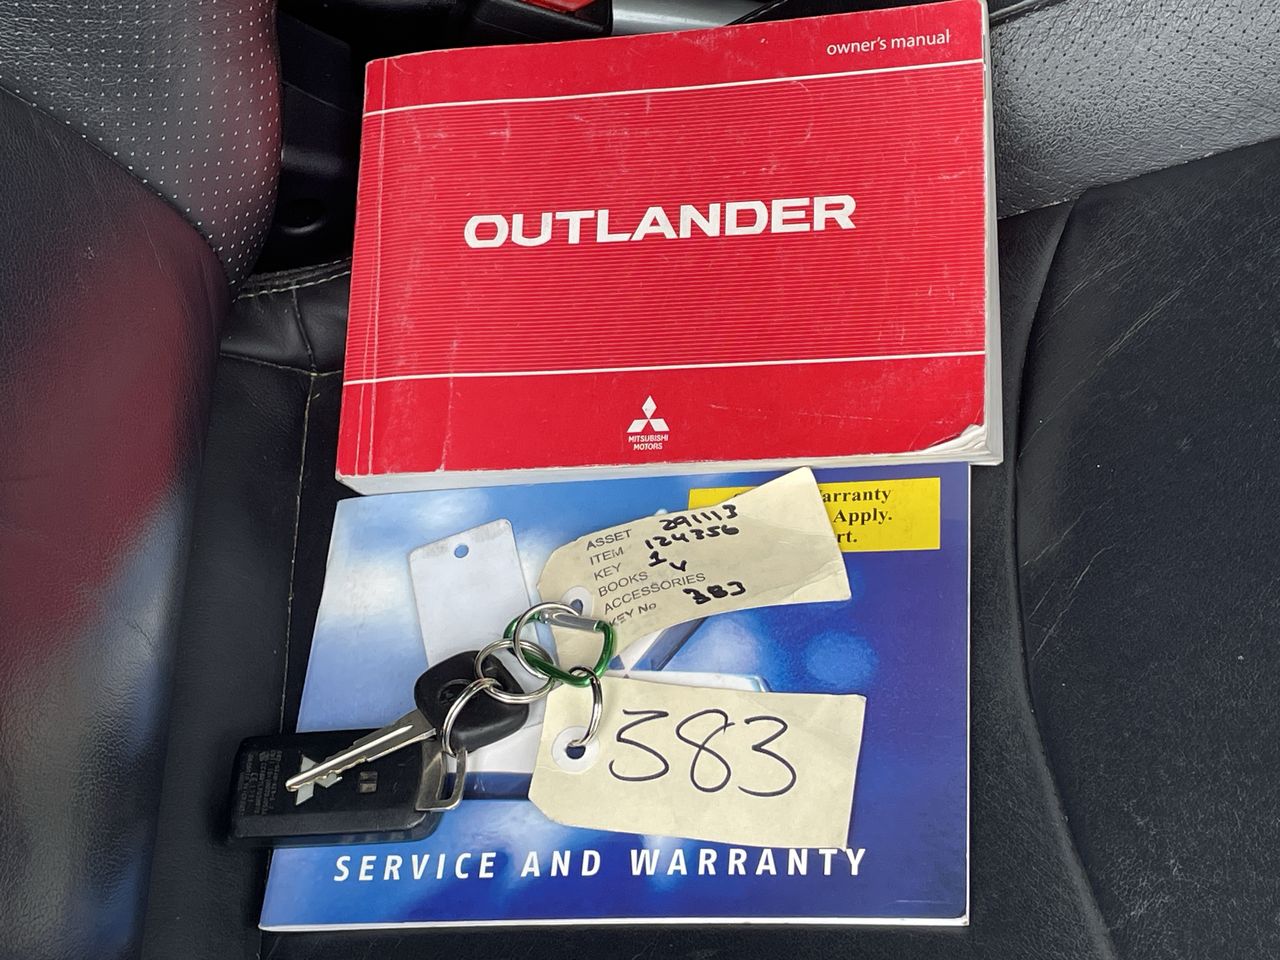 owner's manual
OUTLANDER
MITSUBISHI
MOTORS
arranty
Apply.
rt.
ASSET 291113
ITEM 124356
KEY 1
BOOKS ✓
ACCESSORIES
KEY No 383
383
SERVICE AND WARRANTY